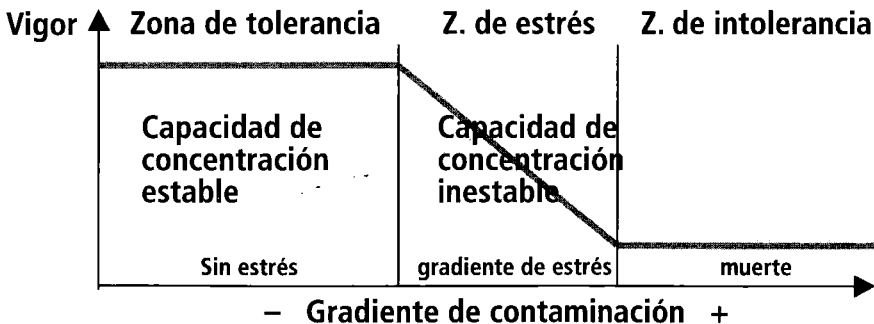 Vigor Zona de tolerancia Z. de estrés Z. de intolerancia
Capacidad de
concentración
estable
Capacidad de
concentración
inestable
Sin estrés gradiente de estrés muerte
– Gradiente de contaminación +